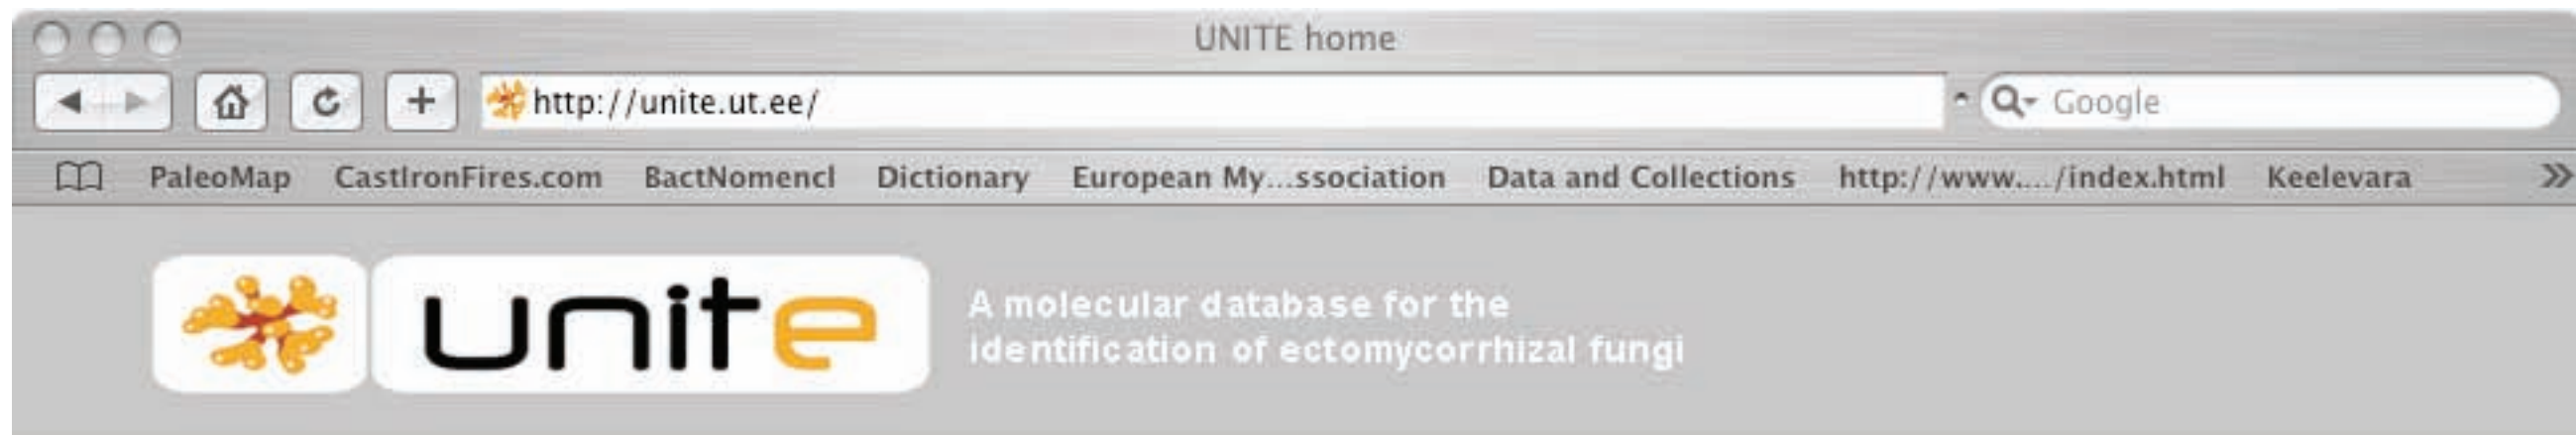 UNITE home
http://unite.ut.ee/
Google
PaleoMap CastIronFires.com BactNomencl Dictionary European My...ssociation Data and Collections http://www..../index.html Keelevara
unite
A molecular database for the
identification of ectomycorrhizal fungi